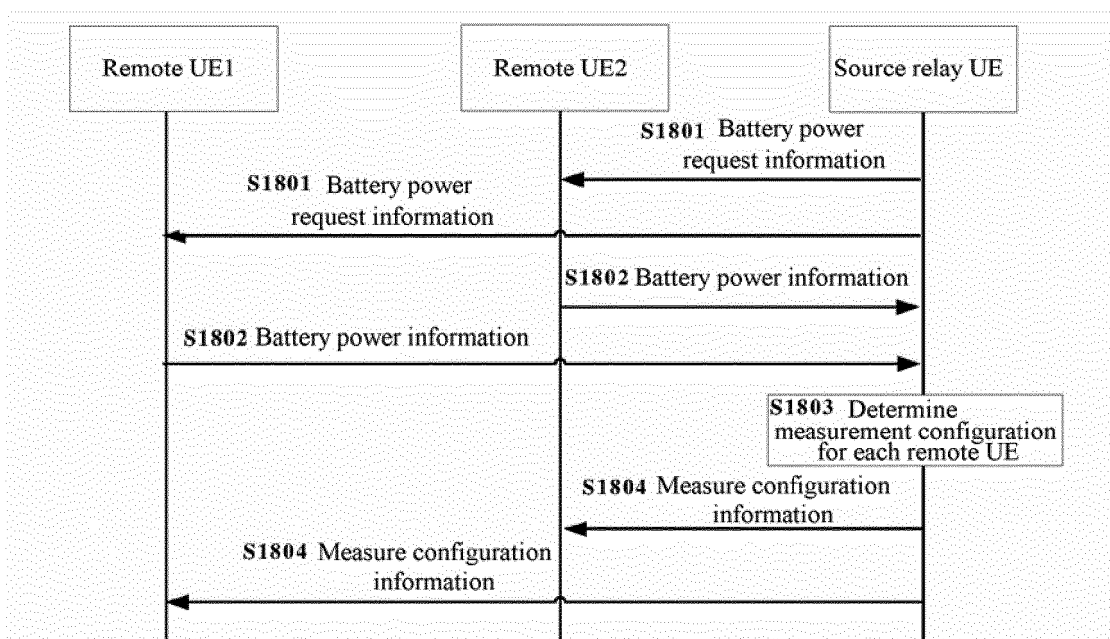 Remote UE1
Remote UE2
Source relay UE
S1801 Battery power
request information
S1801 Battery power
request information
S1802 Battery power information
S1802 Battery power information
S1803 Determine
measurement configuration
for each remote UE
S1804 Measure configuration
information
S1804 Measure configuration
information